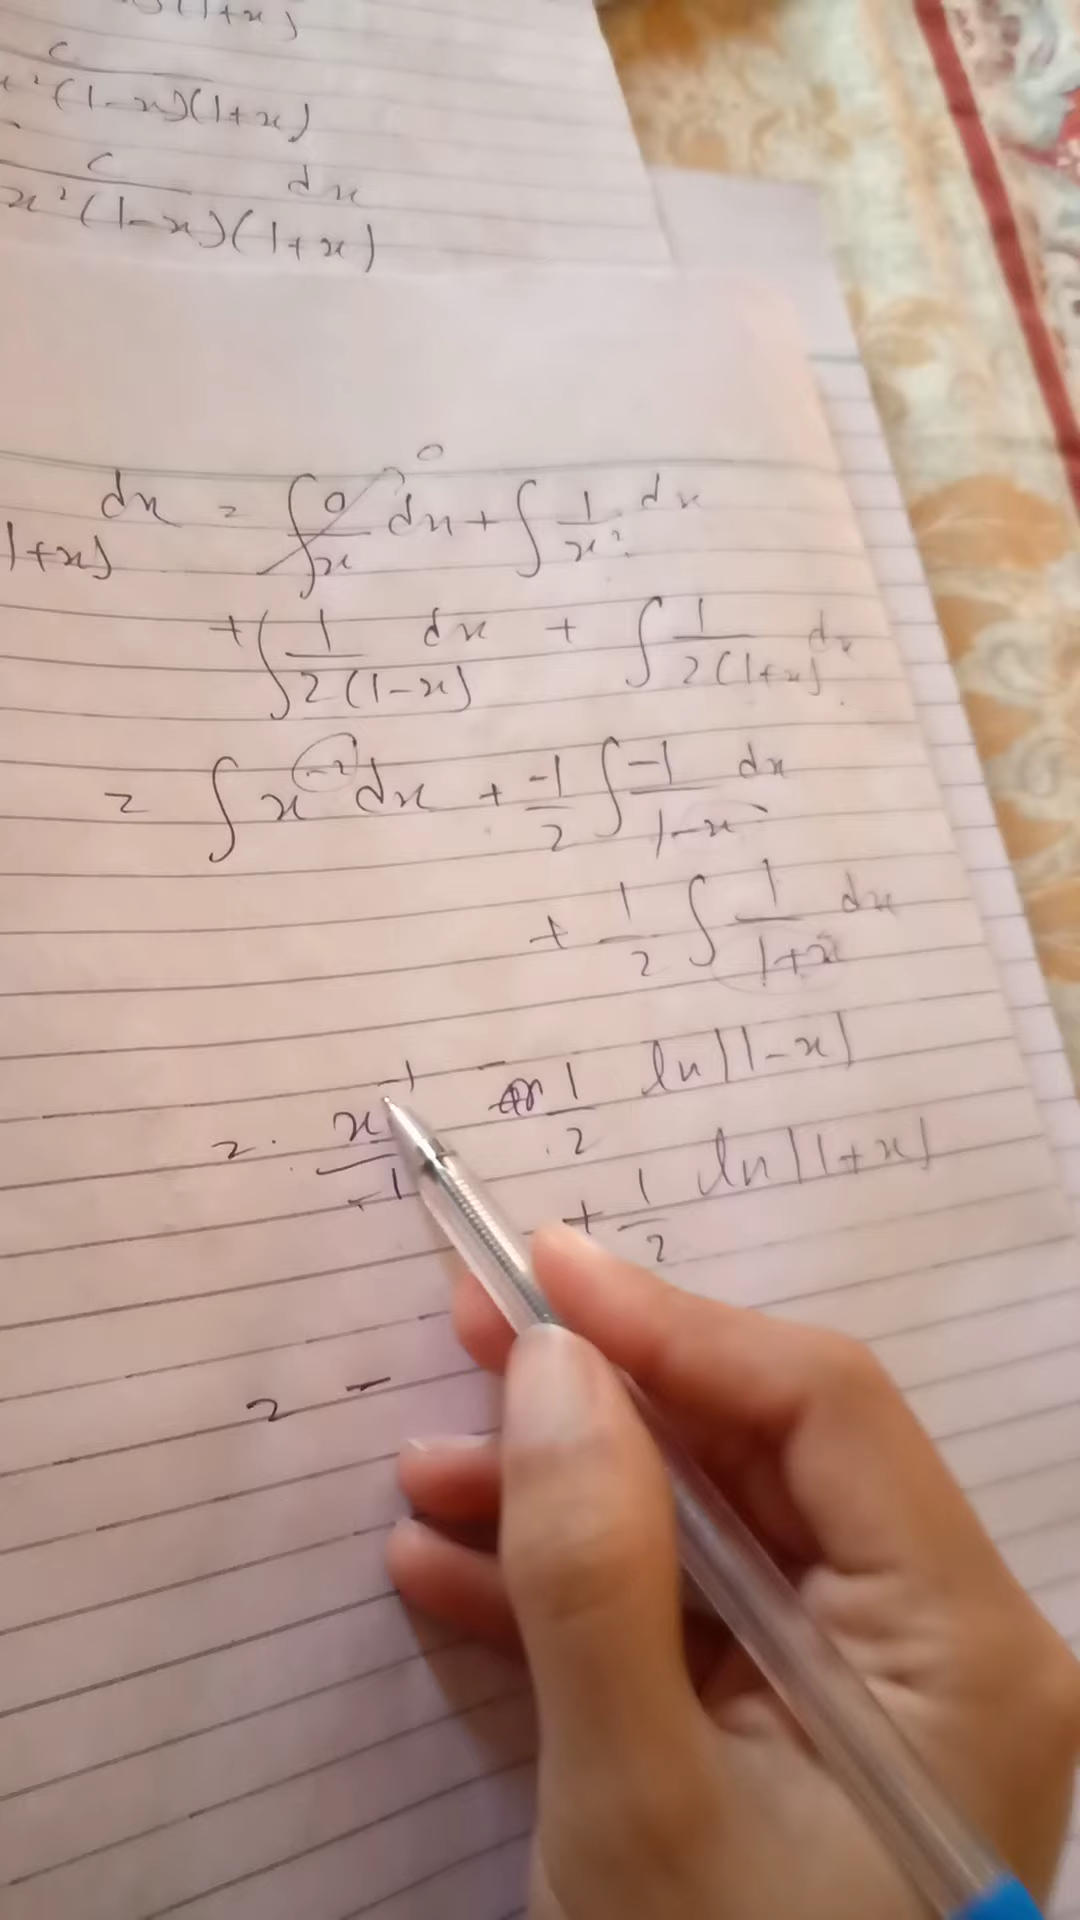 (1+x)
c
x²(1-x)(1+x)
c dx
x²(1-x)(1+x)
0
dx = ∫ 0/x dx + ∫ 1/x² dx
1+x)
+ ∫ 1/2(1-x) dx + ∫ 1/2(1+x) dx
= ∫ x⁻² dx + -1/2 ∫ -1/1-x dx
+ 1/2 ∫ 1/1+x dx
= x⁻¹/-1 - 1/2 ln|1-x|
+ 1/2 ln|1+x|
= -